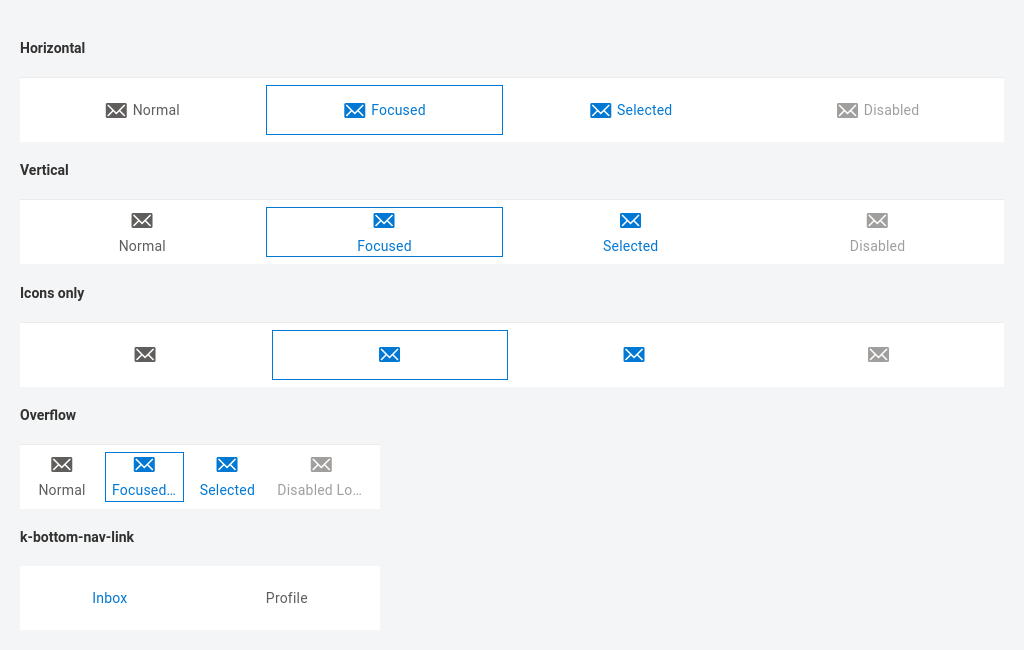 Horizontal
Normal Focused Selected Disabled
Vertical
Normal Focused Selected Disabled
Icons only
Overflow
Normal Focused… Selected Disabled Lo…
k-bottom-nav-link
Inbox Profile